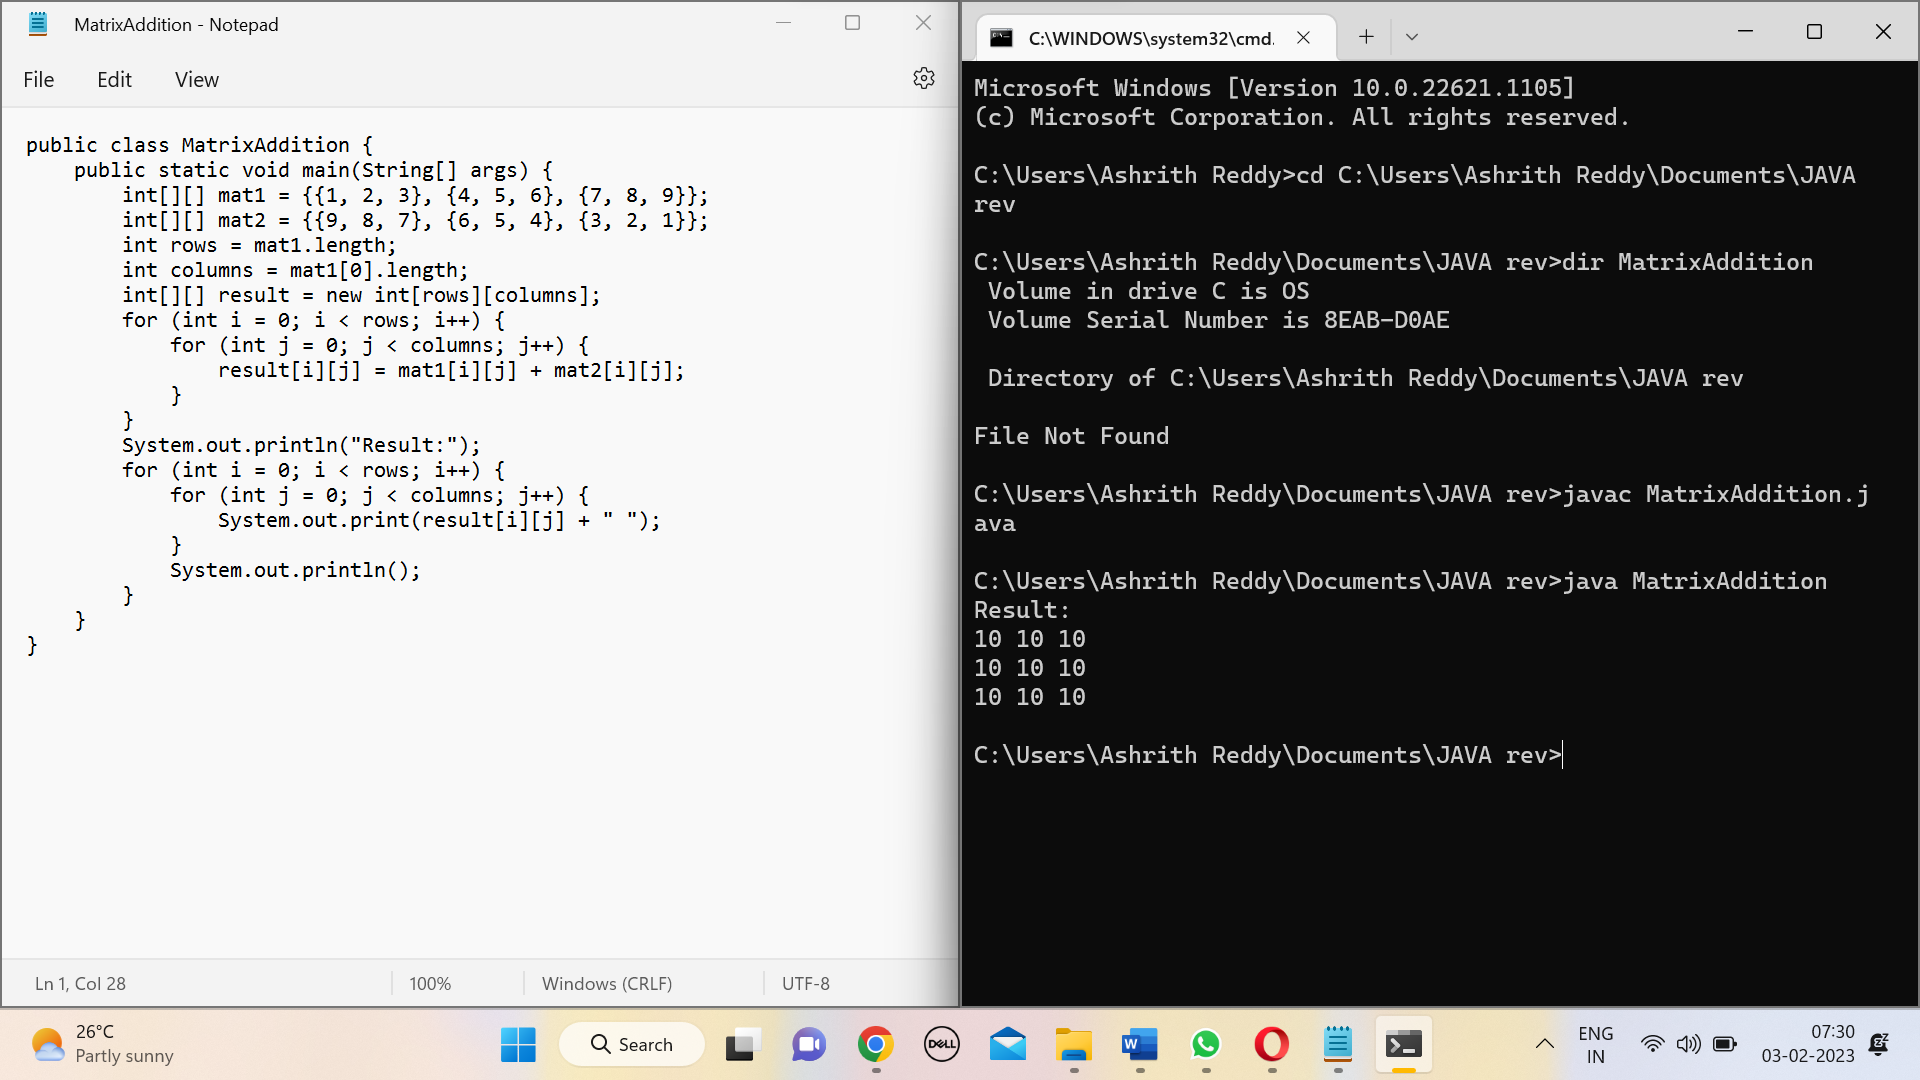 MatrixAddition - Notepad
File Edit View
public class MatrixAddition {
    public static void main(String[] args) {
        int[][] mat1 = {{1, 2, 3}, {4, 5, 6}, {7, 8, 9}};
        int[][] mat2 = {{9, 8, 7}, {6, 5, 4}, {3, 2, 1}};
        int rows = mat1.length;
        int columns = mat1[0].length;
        int[][] result = new int[rows][columns];
        for (int i = 0; i < rows; i++) {
            for (int j = 0; j < columns; j++) {
                result[i][j] = mat1[i][j] + mat2[i][j];
            }
        }
        System.out.println("Result:");
        for (int i = 0; i < rows; i++) {
            for (int j = 0; j < columns; j++) {
                System.out.print(result[i][j] + " ");
            }
            System.out.println();
        }
    }
}
Ln 1, Col 28 100% Windows (CRLF) UTF-8
C:\WINDOWS\system32\cmd.
Microsoft Windows [Version 10.0.22621.1105]
(c) Microsoft Corporation. All rights reserved.
C:\Users\Ashrith Reddy>cd C:\Users\Ashrith Reddy\Documents\JAVA
rev
C:\Users\Ashrith Reddy\Documents\JAVA rev>dir MatrixAddition
 Volume in drive C is OS
 Volume Serial Number is 8EAB-D0AE
 Directory of C:\Users\Ashrith Reddy\Documents\JAVA rev
File Not Found
C:\Users\Ashrith Reddy\Documents\JAVA rev>javac MatrixAddition.j
ava
C:\Users\Ashrith Reddy\Documents\JAVA rev>java MatrixAddition
Result:
10 10 10
10 10 10
10 10 10
C:\Users\Ashrith Reddy\Documents\JAVA rev>
26°C
Partly sunny
Search
DELL
W
ENG
IN
07:30
03-02-2023